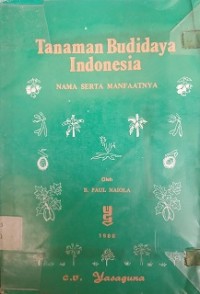 Tanaman Budidaya
Indonesia
NAMA SERTA MANFAATNYA
Oleh
B. PAUL NAIOLA
1986
C.V. Yasaguna